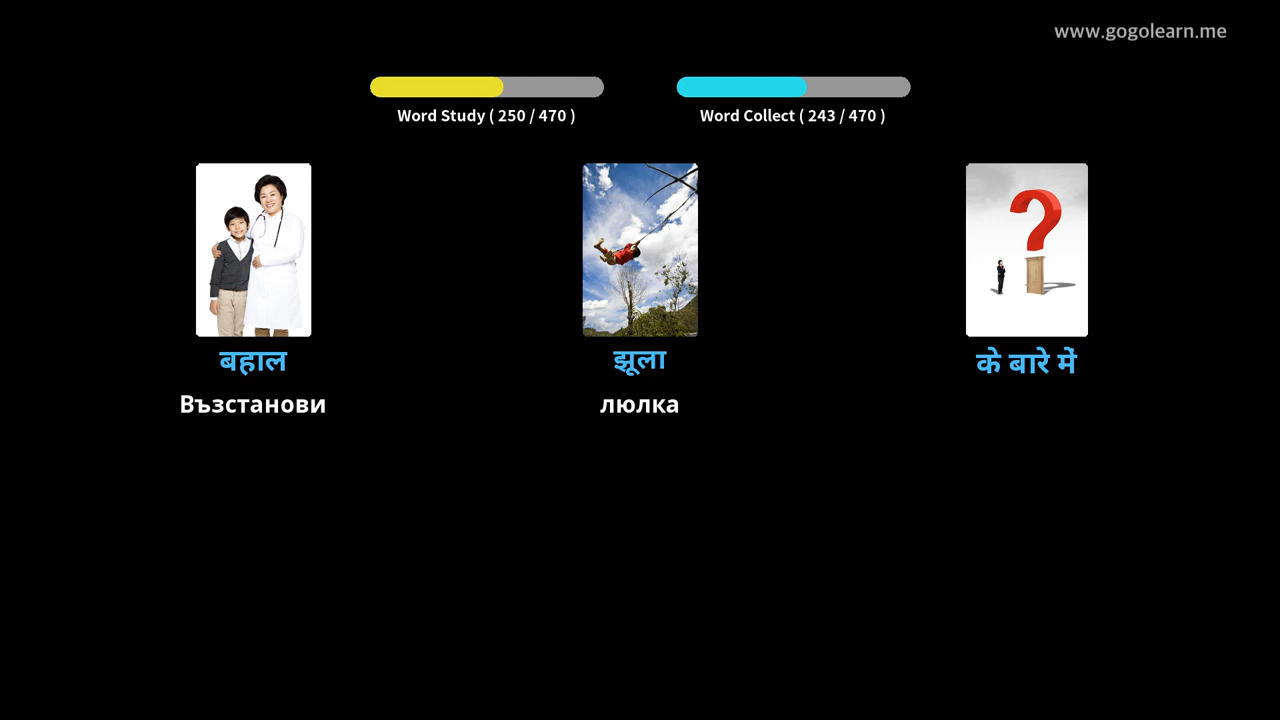 www.gogolearn.me
Word Study ( 250 / 470 )
Word Collect ( 243 / 470 )
बहाल
झूला
के बारे में
Възстанови
люлка